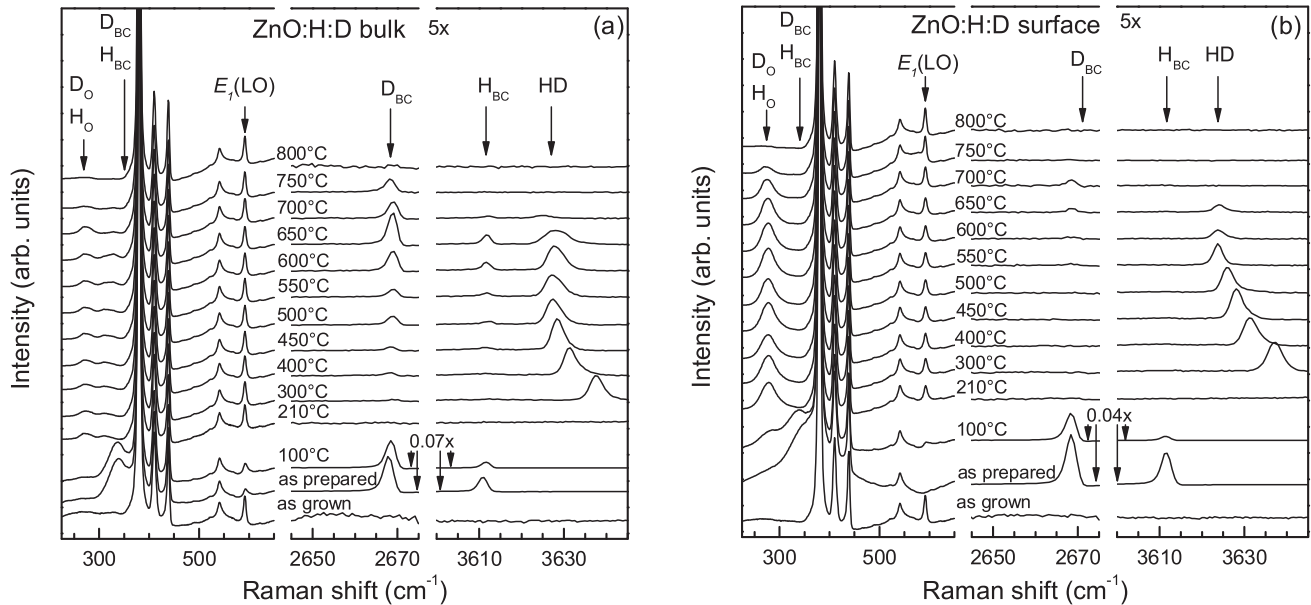 ZnO:H:D bulk 5x (a)
D_BC
H_BC
D_O
H_O
E_1(LO)
D_BC
H_BC
HD
800°C
750°C
700°C
650°C
600°C
550°C
500°C
450°C
400°C
300°C
210°C
0.07x
100°C
as prepared
as grown
Intensity (arb. units)
300 500 2650 2670 3610 3630
Raman shift (cm⁻¹)
ZnO:H:D surface 5x (b)
D_BC
H_BC
D_O
H_O
E_1(LO)
D_BC
H_BC
HD
800°C
750°C
700°C
650°C
600°C
550°C
500°C
450°C
400°C
300°C
210°C
0.04x
100°C
as prepared
as grown
Intensity (arb. units)
300 500 2650 2670 3610 3630
Raman shift (cm⁻¹)